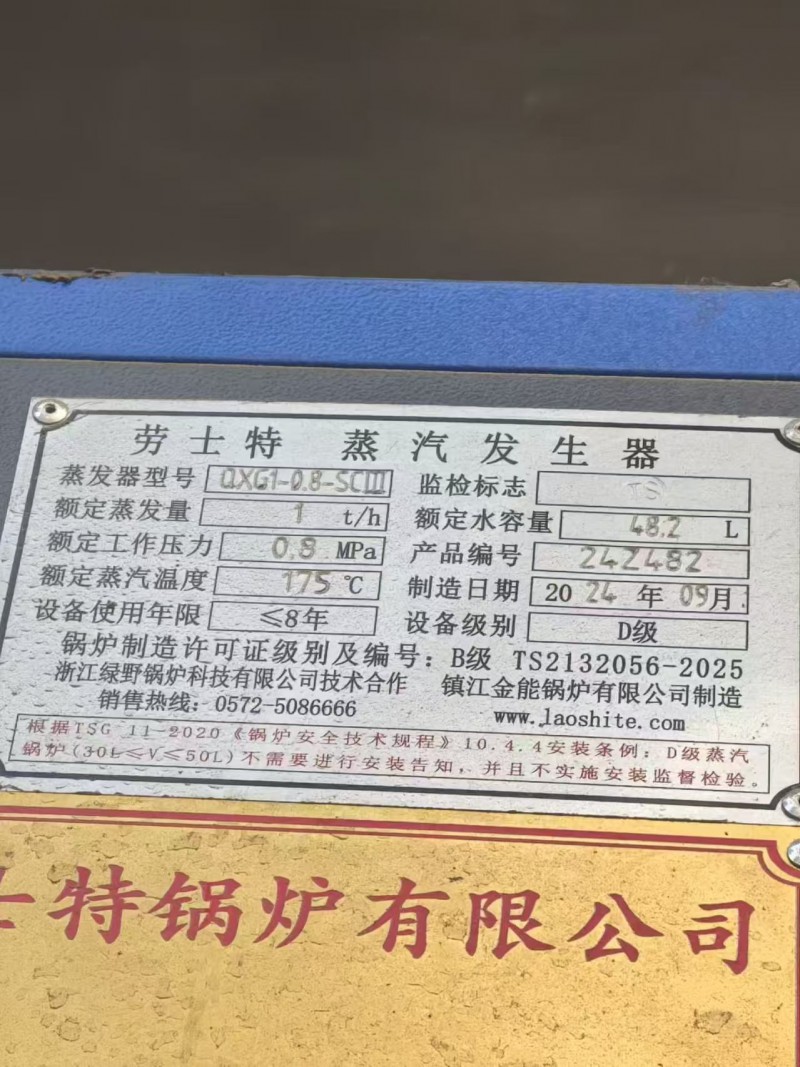 劳士特 蒸汽发生器
蒸发器型号 QXG1-0.8-SCⅢ 监检标志 TS
额定蒸发量 1 t/h 额定水容量 48.2 L
额定工作压力 0.8 MPa 产品编号 242482
额定蒸汽温度 175 ℃ 制造日期 2024 年 09月
设备使用年限 ≤8年 设备级别 D级
锅炉制造许可证级别及编号：B级 TS2132056-2025
浙江绿野锅炉科技有限公司技术合作 镇江金能锅炉有限公司制造
销售热线：0572-5086666 www.laoshite.com
根据TSG 11-2020《锅炉安全技术规程》10.4.4安装条例：D级蒸汽
锅炉(30L≤V≤50L)不需要进行安装告知，并且不实施安装监督检验。
士特锅炉有限公司